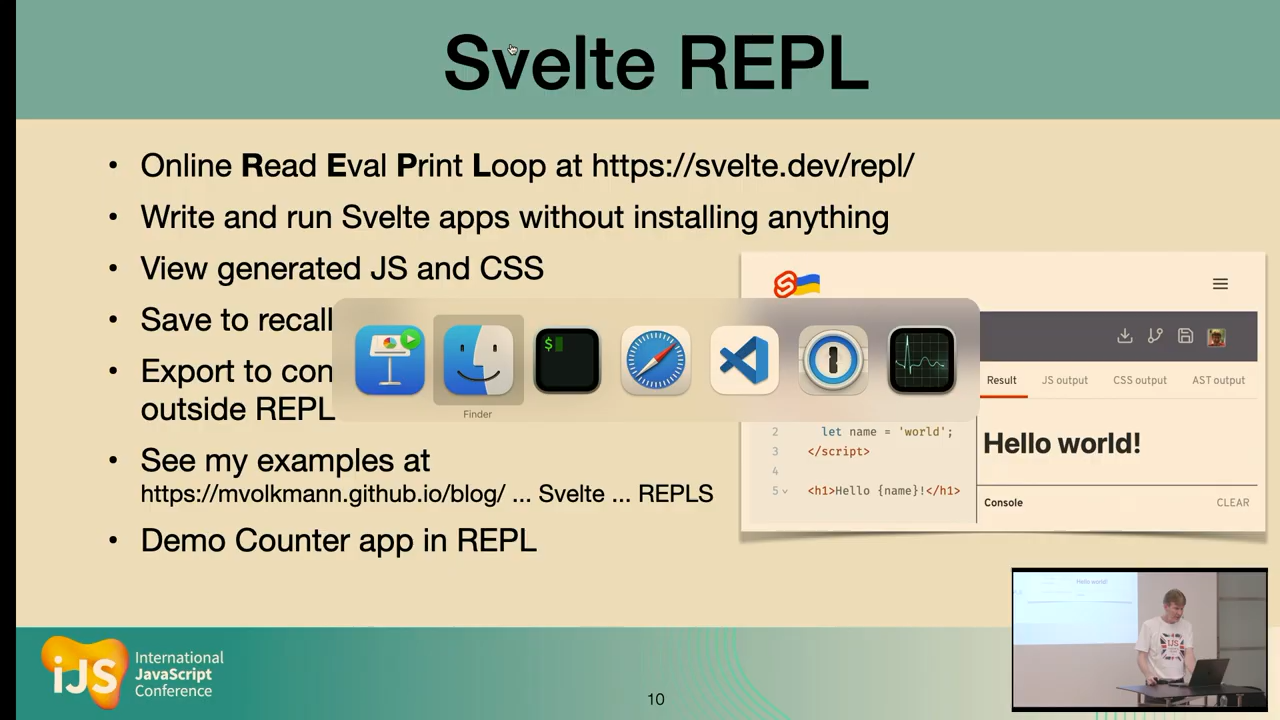 Svelte REPL
• Online Read Eval Print Loop at https://svelte.dev/repl/
• Write and run Svelte apps without installing anything
• View generated JS and CSS
• Save to recall
• Export to con
outside REPL
• See my examples at
https://mvolkmann.github.io/blog/ ... Svelte ... REPLS
• Demo Counter app in REPL
$
Finder
Result JS output CSS output AST output
2 let name = 'world';
3 </script>
4
5 <h1>Hello {name}!</h1>
Hello world!
Console CLEAR
iJS
International
JavaScript
Conference
10
Hello world!
iJS